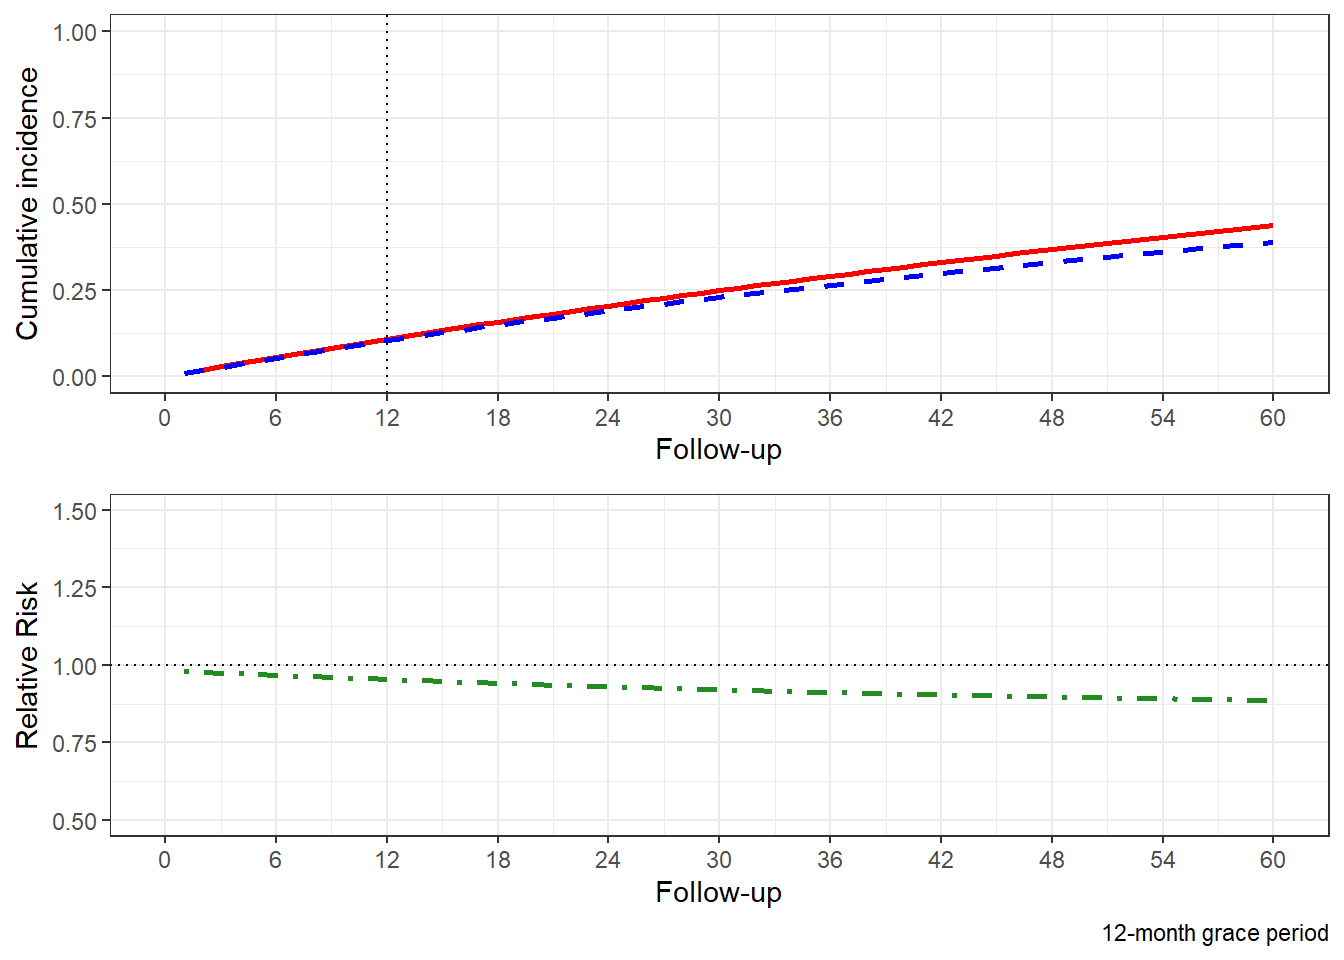 Cumulative incidence
1.00
0.75
0.50
0.25
0.00
0 6 12 18 24 30 36 42 48 54 60
Follow-up
Relative Risk
1.50
1.25
1.00
0.75
0.50
0 6 12 18 24 30 36 42 48 54 60
Follow-up
12-month grace period